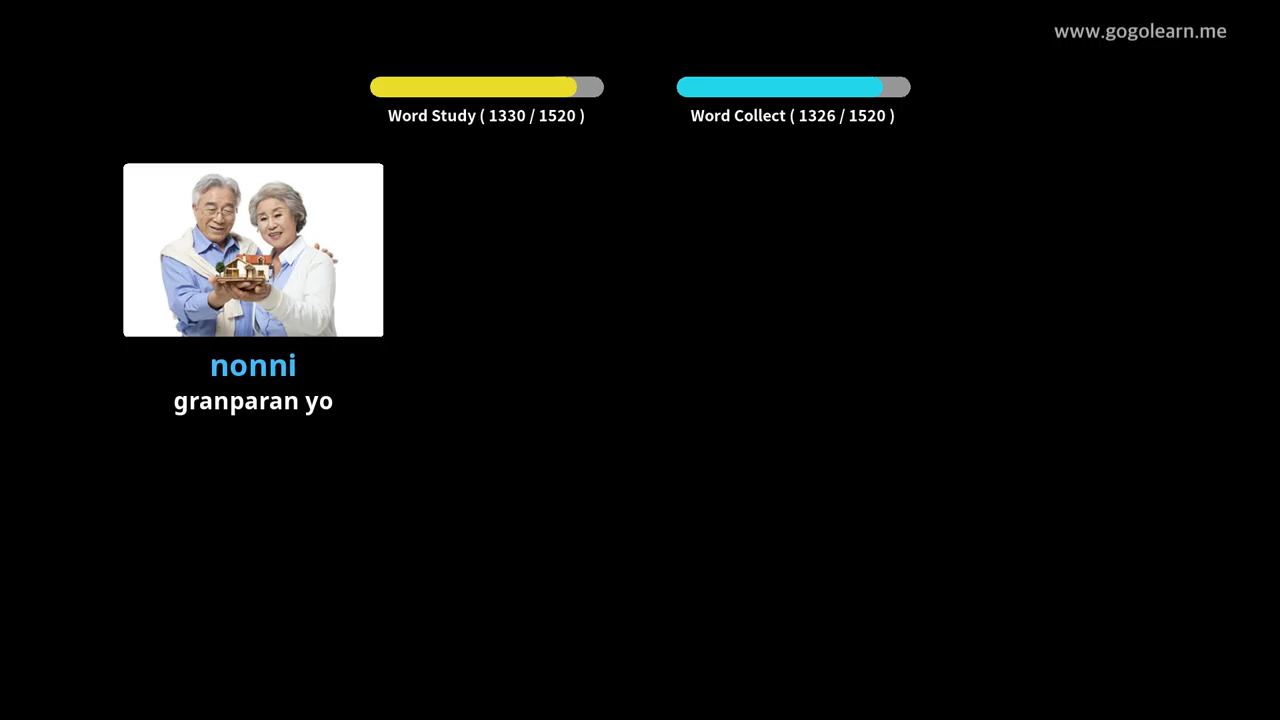 www.gogolearn.me
Word Study ( 1330 / 1520 )
Word Collect ( 1326 / 1520 )
nonni
granparan yo